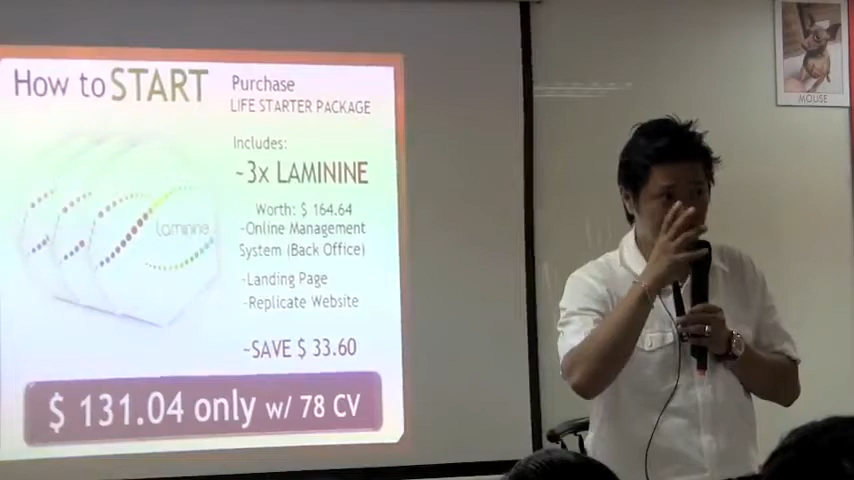 How to START
Purchase
LIFE STARTER PACKAGE
Includes:
~3x LAMININE
Worth: $ 164.64
-Online Management
System (Back Office)
-Landing Page
-Replicate Website
~SAVE $ 33.60
laminine
$ 131.04 only w/ 78 CV
MOUSE